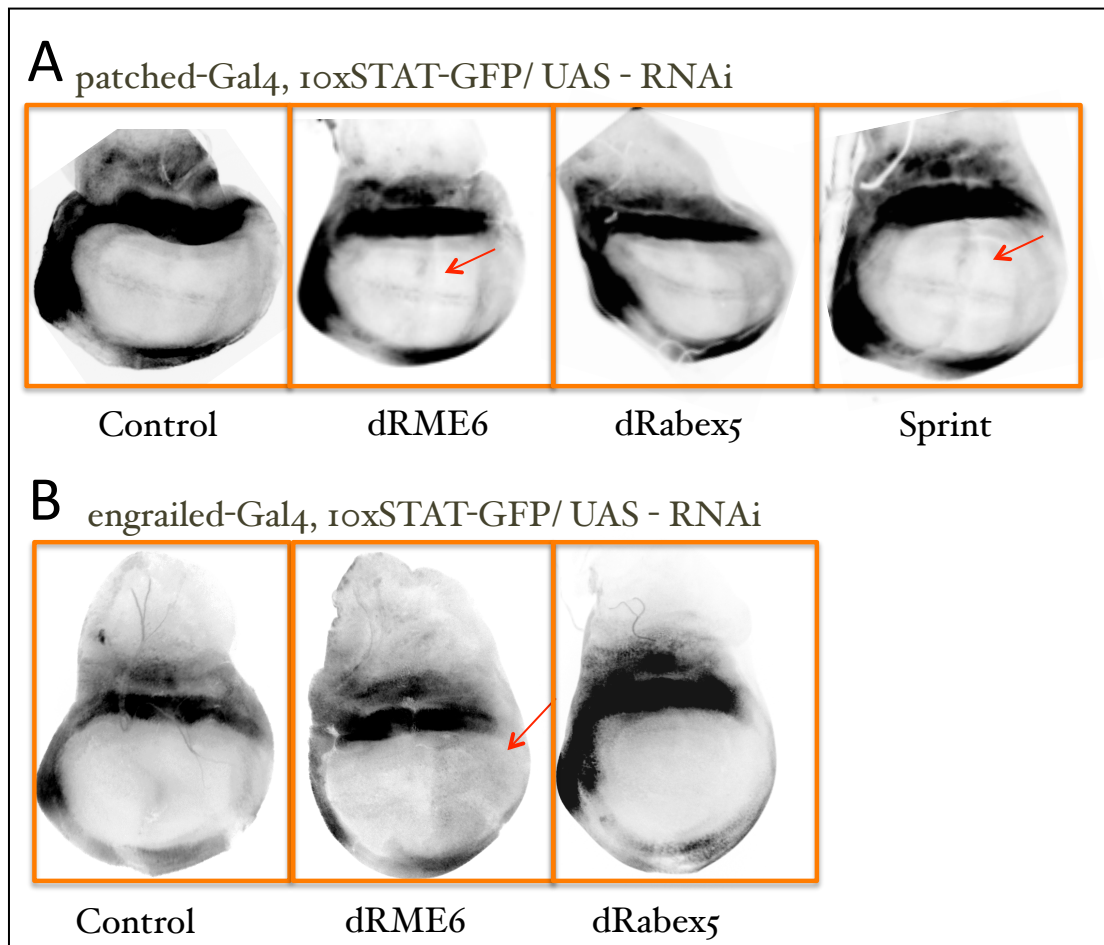 A patched-Gal4, 10xSTAT-GFP/ UAS - RNAi
Control dRME6 dRabex5 Sprint
B engrailed-Gal4, 10xSTAT-GFP/ UAS - RNAi
Control dRME6 dRabex5